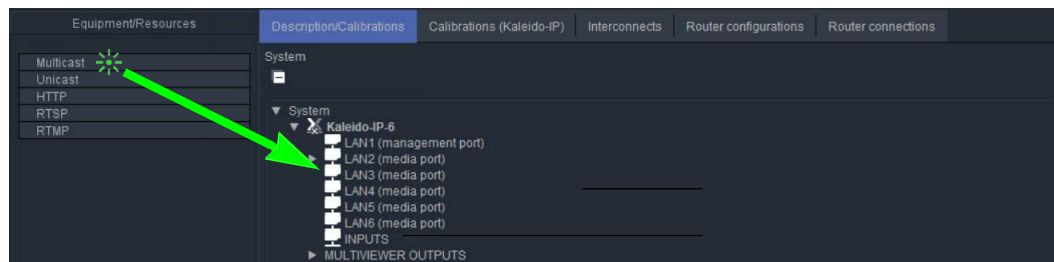 Equipment/Resources
Description/Calibrations
Calibrations (Kaleido-IP)
Interconnects
Router configurations
Router connections
Multicast
Unicast
HTTP
RTSP
RTMP
System
System
Kaleido-IP-6
LAN1 (management port)
LAN2 (media port)
LAN3 (media port)
LAN4 (media port)
LAN5 (media port)
LAN6 (media port)
INPUTS
MULTIVIEWER OUTPUTS